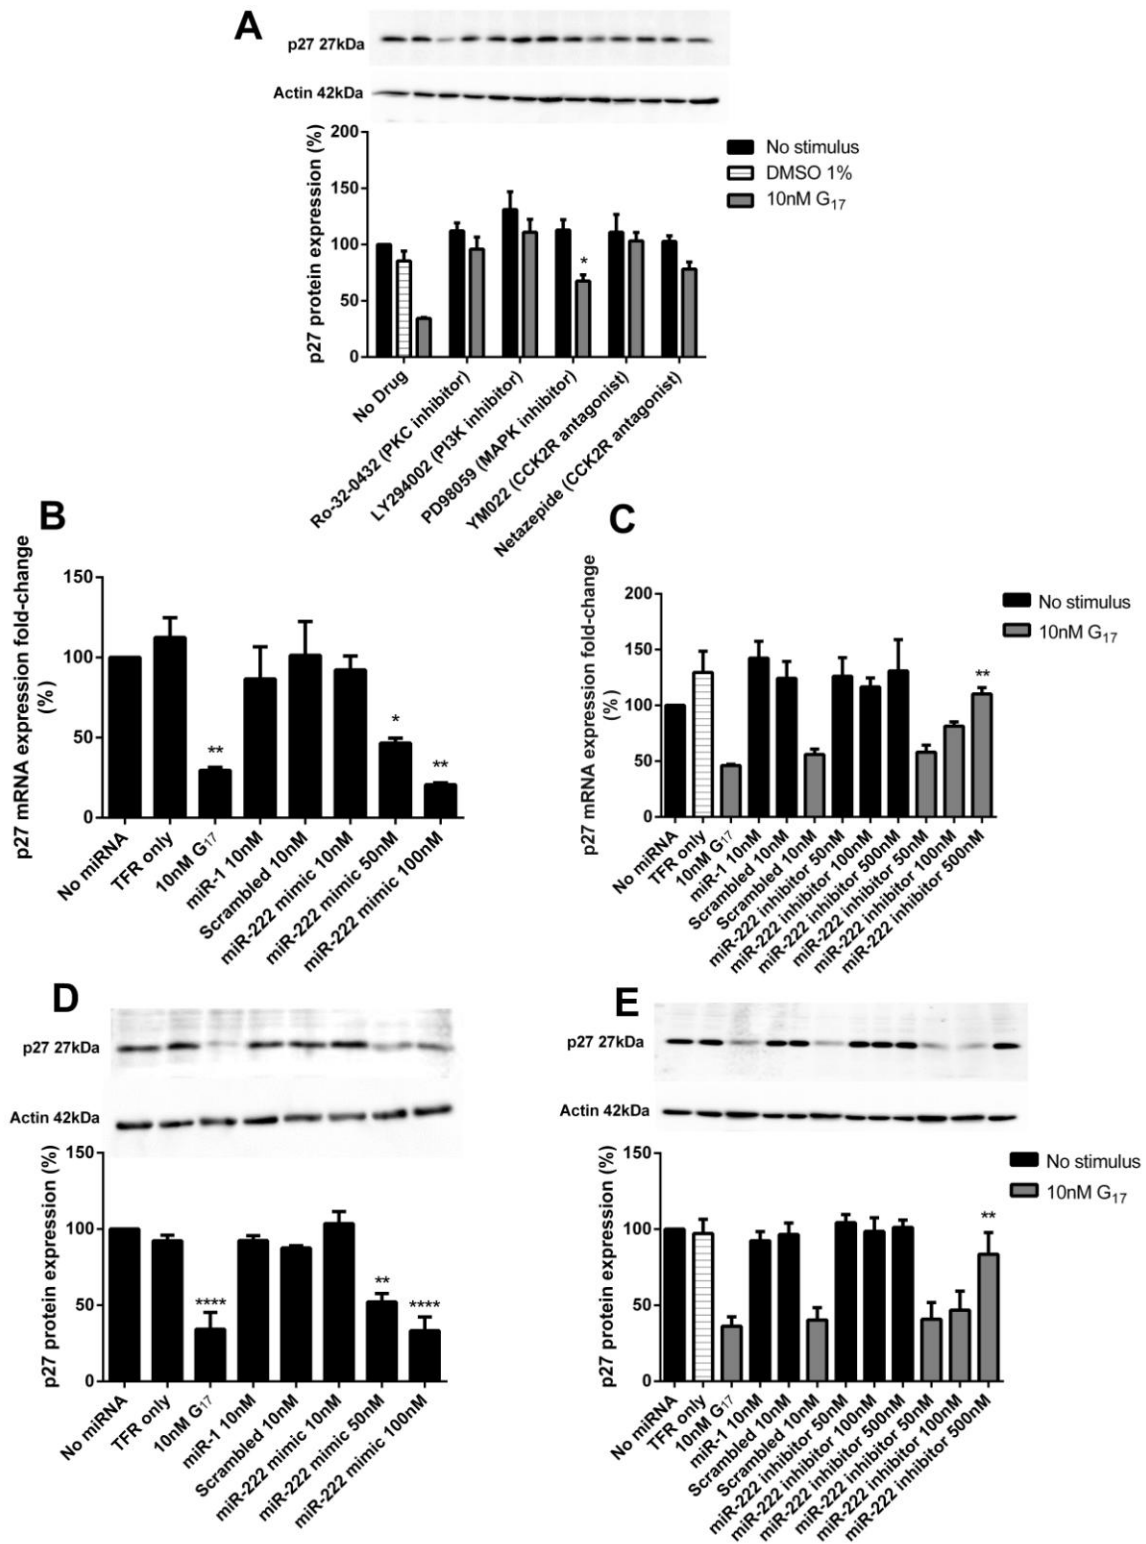 A
p27 27kDa
Actin 42kDa
p27 protein expression (%)
200
150
100
50
0
*
No stimulus
DMSO 1%
10nM G17
No Drug
Ro-32-0432 (PKC inhibitor)
LY294002 (PI3K inhibitor)
PD98059 (MAPK inhibitor)
YM022 (CCK2R antagonist)
Netazepide (CCK2R antagonist)
B
p27 mRNA expression fold-change
(%)
150
100
50
0
**
*
**
No miRNA
TFR only
10nM G17
miR-1 10nM
Scrambled 10nM
miR-222 mimic 10nM
miR-222 mimic 50nM
miR-222 mimic 100nM
C
p27 mRNA expression fold-change
(%)
200
150
100
50
0
**
No stimulus
10nM G17
No miRNA
TFR only
10nM G17
miR-1 10nM
Scrambled 10nM
Scrambled 10nM
miR-222 inhibitor 50nM
miR-222 inhibitor 100nM
miR-222 inhibitor 500nM
miR-222 inhibitor 50nM
miR-222 inhibitor 100nM
miR-222 inhibitor 500nM
D
p27 27kDa
Actin 42kDa
p27 protein expression (%)
150
100
50
0
****
**
****
No miRNA
TFR only
10nM G17
miR-1 10nM
Scrambled 10nM
miR-222 mimic 10nM
miR-222 mimic 50nM
miR-222 mimic 100nM
E
p27 27kDa
Actin 42kDa
p27 protein expression (%)
150
100
50
0
**
No stimulus
10nM G17
No miRNA
TFR only
10nM G17
miR-1 10nM
Scrambled 10nM
Scrambled 10nM
miR-222 inhibitor 50nM
miR-222 inhibitor 100nM
miR-222 inhibitor 500nM
miR-222 inhibitor 50nM
miR-222 inhibitor 100nM
miR-222 inhibitor 500nM